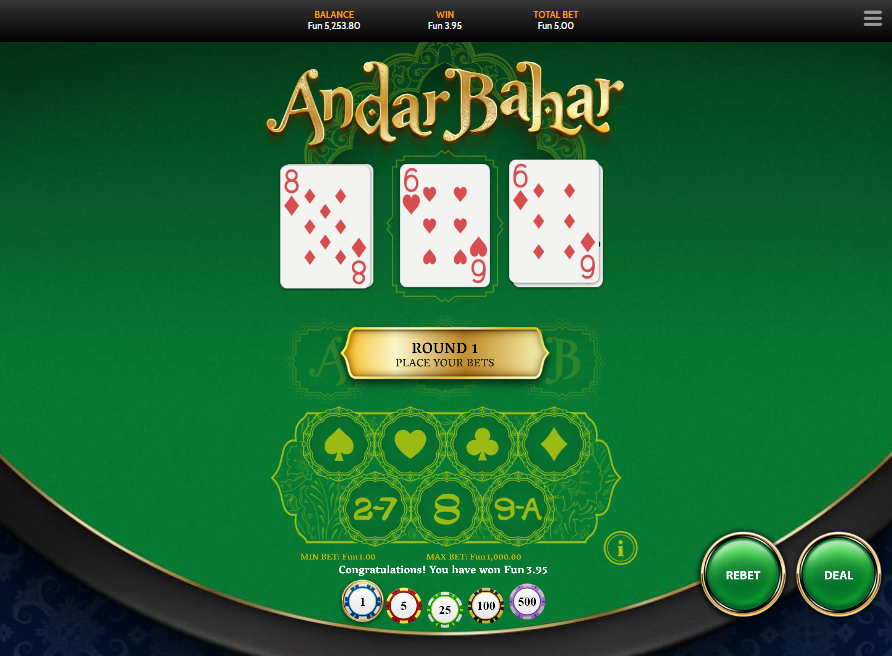 BALANCE
Fun 5,253.80
WIN
Fun 3.95
TOTAL BET
Fun 5.00
Andar Bahar
8
8
6
6
6
6
A
ROUND 1
PLACE YOUR BETS
B
2-7
8
9-A
MIN BET: Fun1.00
MAX BET: Fun1,000.00
i
Congratulations! You have won Fun 3.95
1
5
25
100
500
REBET
DEAL